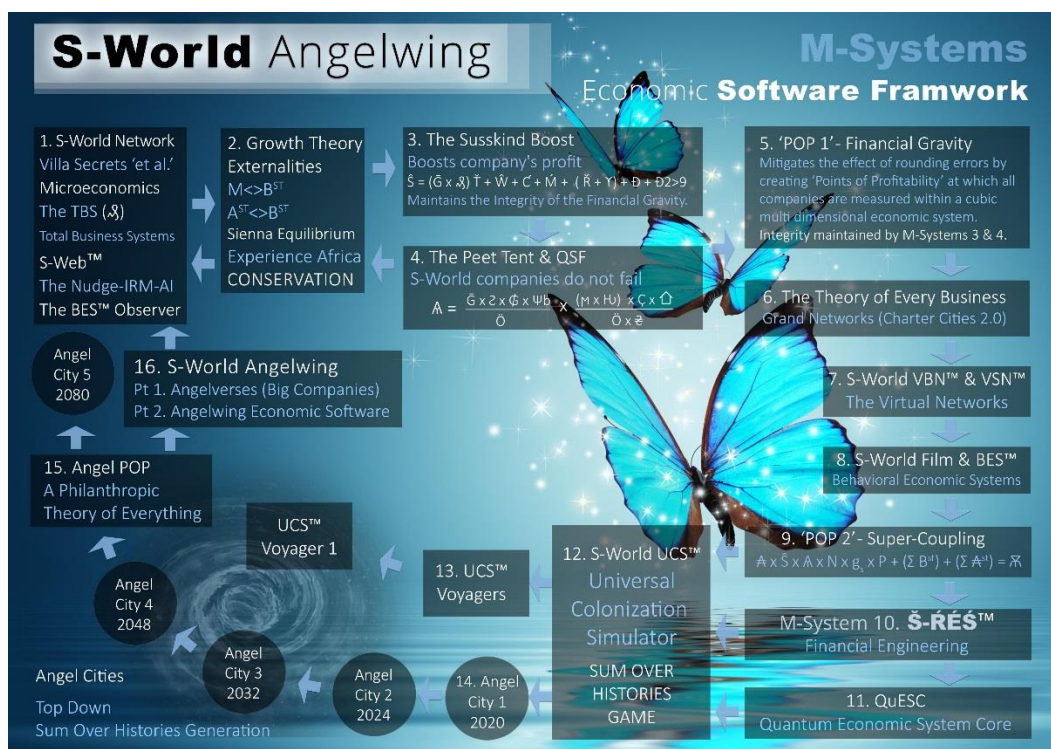 S-World Angelwing
M-Systems
Economic Software Framwork
1. S-World Network
Villa Secrets ‘et al.’
Microeconomics
The TBS (𝓐)
Total Business Systems
S-Web™
The Nudge-IRM-AI
The BES™ Observer
2. Growth Theory
Externalities
M<>Bˢᵀ
Aˢᵀ<>Bˢᵀ
Sienna Equilibrium
Experience Africa
CONSERVATION
3. The Susskind Boost
Boosts company’s profit
Maintains the Integrity of the Financial Gravity.
4. The Peet Tent & QSF
S-World companies do not fail
5. ‘POP 1’- Financial Gravity
Mitigates the effect of rounding errors by
creating ‘Points of Profitability’ at which all
companies are measured within a cubic
multi dimensional economic system.
Integrity maintained by M-Systems 3 & 4.
6. The Theory of Every Business
Grand Networks (Charter Cities 2.0)
7. S-World VBN™ & VSN™
The Virtual Networks
8. S-World Film & BES™
Behavioral Economic Systems
9. ‘POP 2’- Super-Coupling
M-System 10. Š-ŔÉŚ™
Financial Engineering
11. QuESC
Quantum Economic System Core
12. S-World UCS™
Universal
Colonization
Simulator
SUM OVER
HISTORIES
GAME
13. UCS™
Voyagers
UCS™
Voyager 1
14. Angel
City 1
2020
Angel
City 2
2024
Angel
City 3
2032
Angel
City 4
2048
15. Angel POP
A Philanthropic
Theory of Everything
Angel
City 5
2080
16. S-World Angelwing
Pt 1. Angelverses (Big Companies)
Pt 2. Angelwing Economic Software
Angel Cities
Top Down
Sum Over Histories Generation